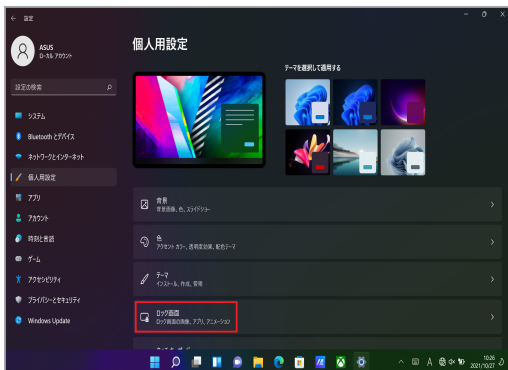 設定
ASUS
ローカル アカウント
設定の検索
システム
Bluetooth とデバイス
ネットワークとインターネット
個人用設定
アプリ
アカウント
時刻と言語
ゲーム
アクセシビリティ
プライバシーとセキュリティ
Windows Update
個人用設定
テーマを選択して適用する
背景
背景画像、色、スライドショー
色
アクセント カラー、透明度効果、配色テーマ
テーマ
インストール、作成、管理
ロック画面
ロック画面の画像、アプリ、アニメーション
A
10:26
2021/10/27